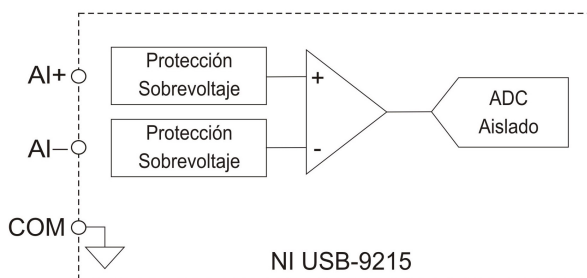 AI+
Protección
Sobrevoltaje
+
AI–
Protección
Sobrevoltaje
-
ADC
Aislado
COM
NI USB-9215